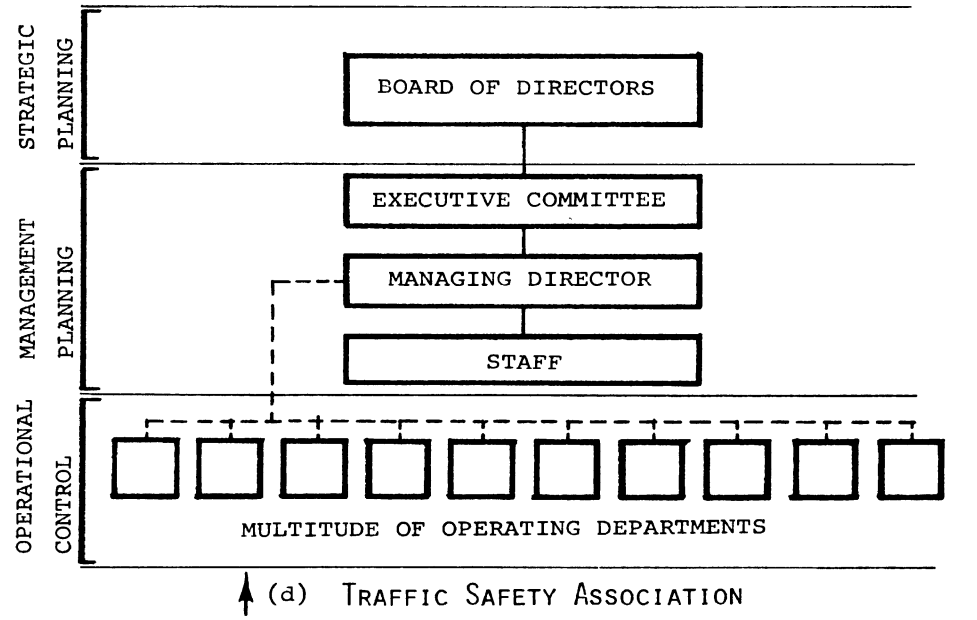 STRATEGIC
PLANNING
BOARD OF DIRECTORS
MANAGEMENT
PLANNING
EXECUTIVE COMMITTEE
MANAGING DIRECTOR
STAFF
OPERATIONAL
CONTROL
MULTITUDE OF OPERATING DEPARTMENTS
(d) TRAFFIC SAFETY ASSOCIATION